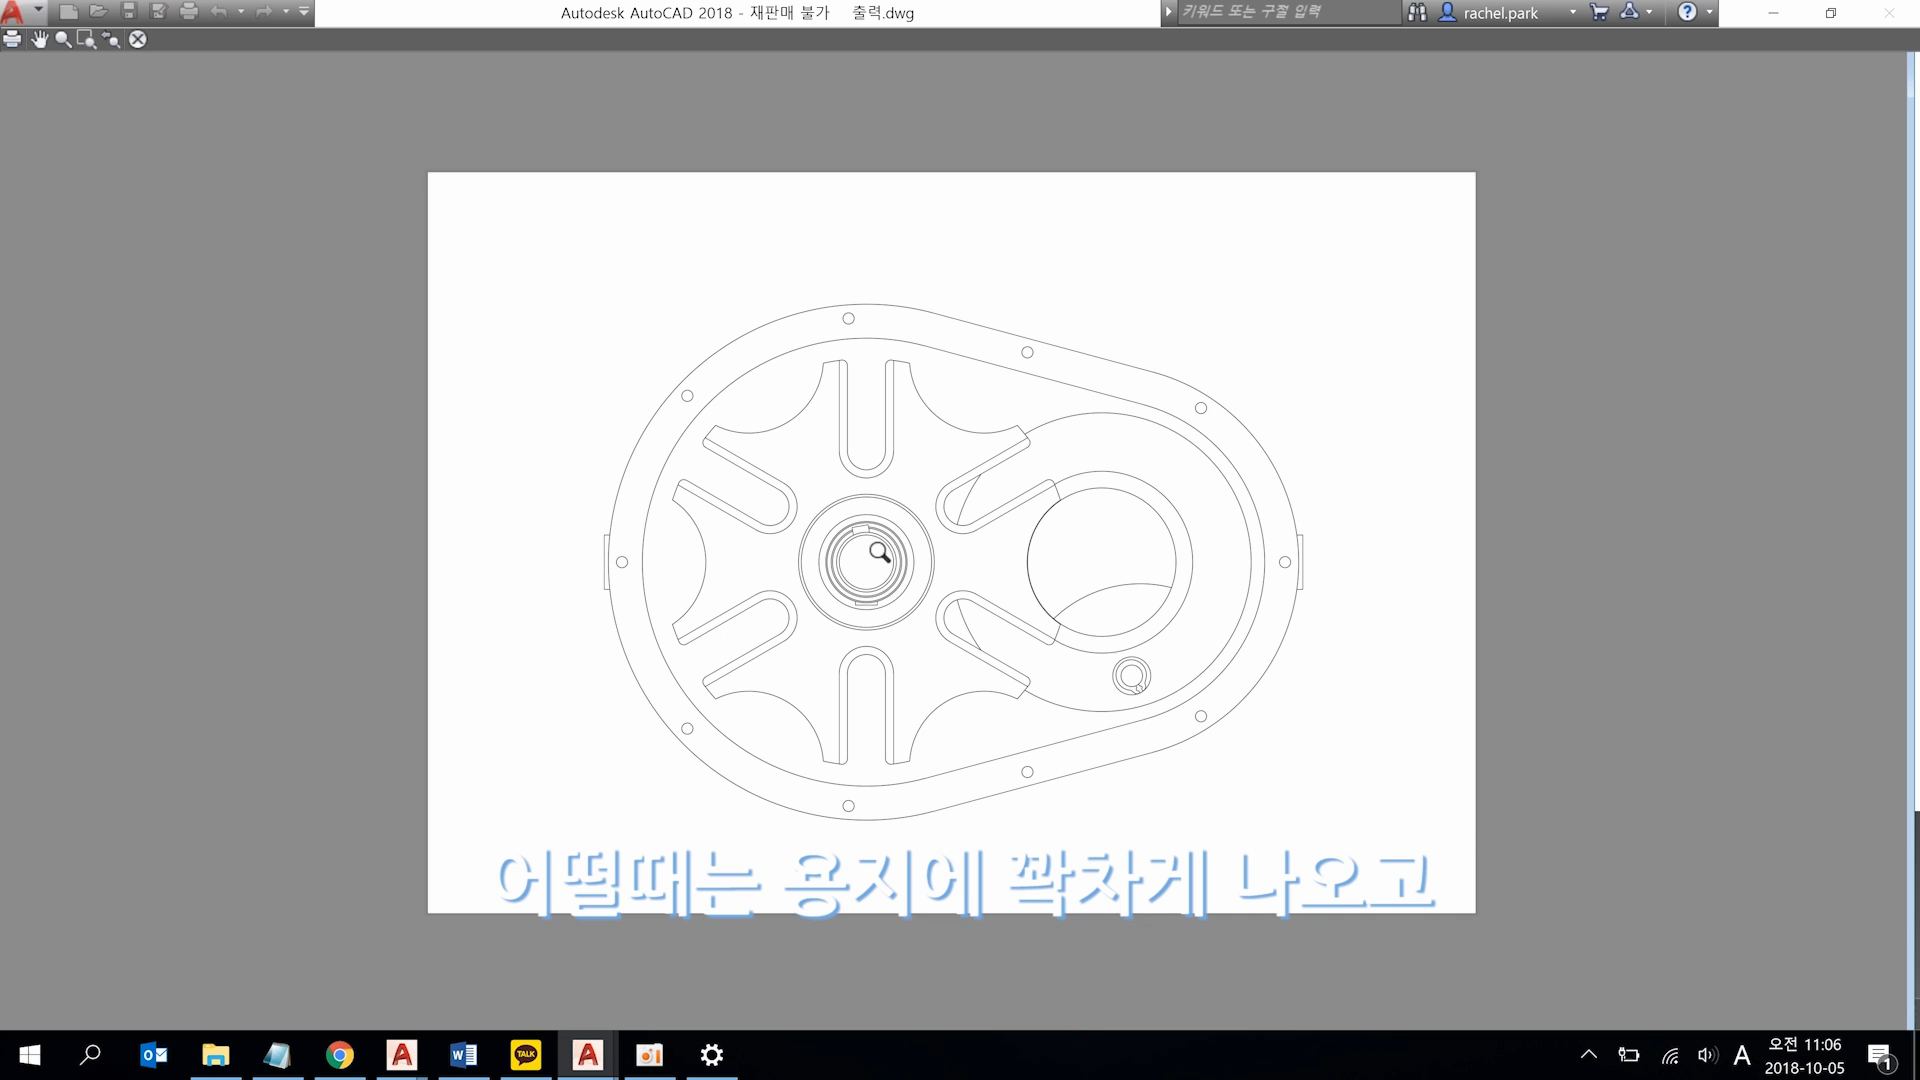 Autodesk AutoCAD 2018 - 재판매 불가 출력.dwg
키워드 또는 구절 입력
rachel.park
어떨때는 용지에 꽉차게 나오고
TALK
A
오전 11:06
2018-10-05
1